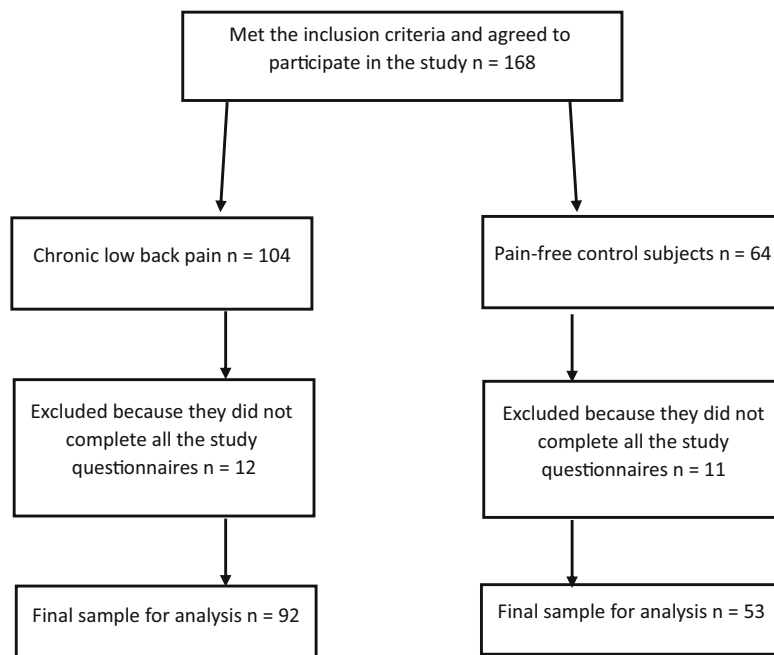 Met the inclusion criteria and agreed to
participate in the study n = 168
Chronic low back pain n = 104
Pain-free control subjects n = 64
Excluded because they did not
complete all the study
questionnaires n = 12
Excluded because they did not
complete all the study
questionnaires n = 11
Final sample for analysis n = 92
Final sample for analysis n = 53